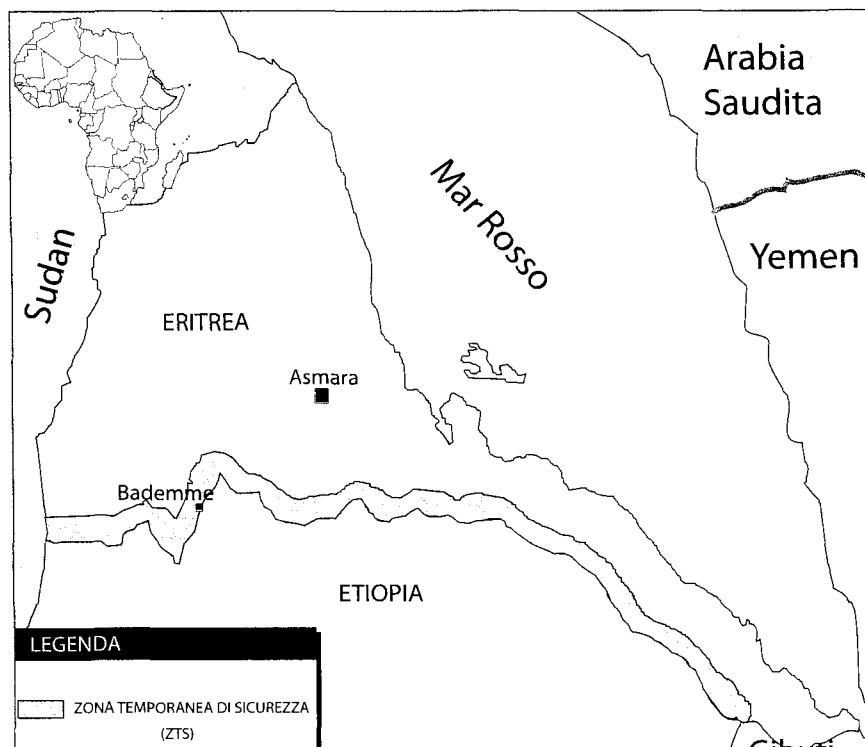 Arabia
Saudita
Mar Rosso
Sudan
Yemen
ERITREA
Asmara
Bademme
ETIOPIA
LEGENDA
ZONA TEMPORANEA DI SICUREZZA
(ZTS)